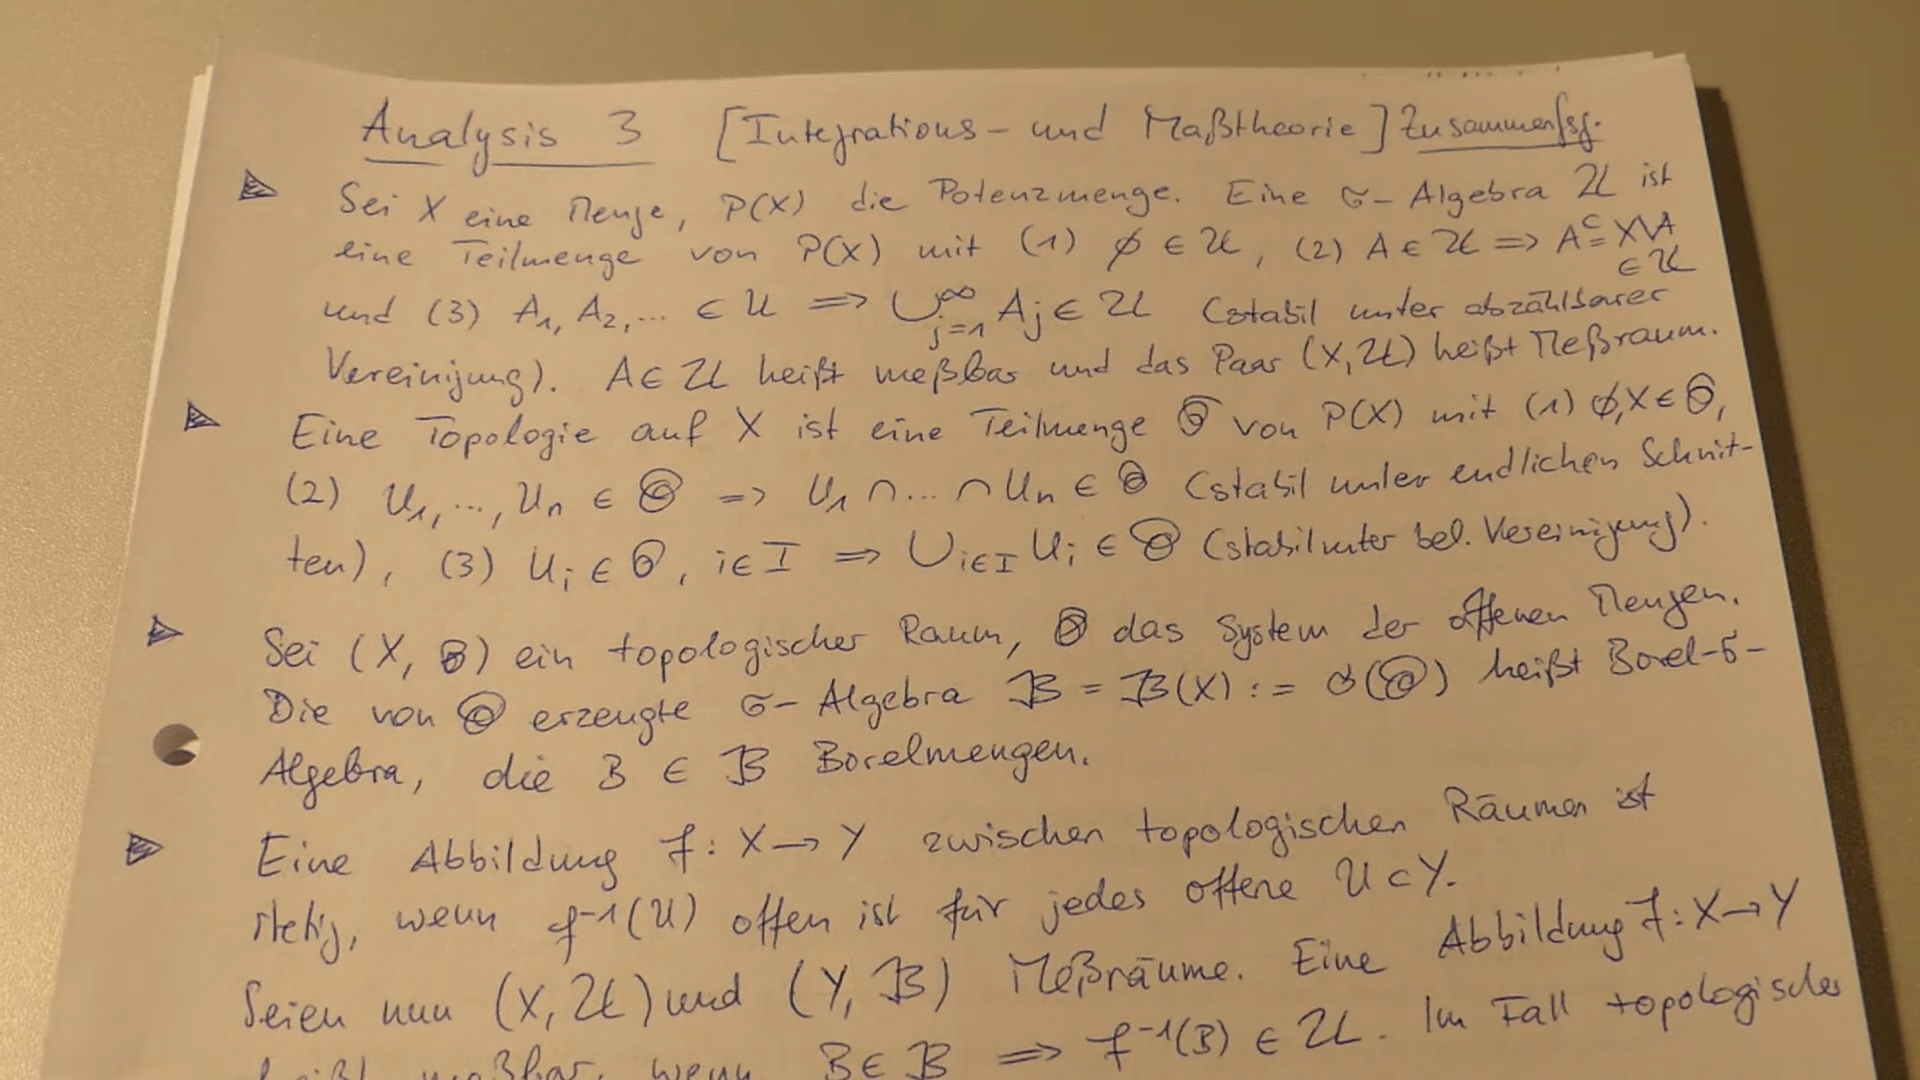 Analysis 3 [Integrations- und Maßtheorie] Zusammenfsg.
Sei X eine Menge, P(X) die Potenzmenge. Eine σ-Algebra 𝒰 ist
eine Teilmenge von P(X) mit (1) ∅ ∈ 𝒰, (2) A ∈ 𝒰 ⇒ Aᶜ = X\A
∈ 𝒰
und (3) A₁, A₂, ... ∈ 𝒰 ⇒ ∪_{j=1}^∞ Aj ∈ 𝒰 (stabil unter abzählbarer
Vereinigung). A ∈ 𝒰 heißt meßbar und das Paar (X, 𝒰) heißt Meßraum.
Eine Topologie auf X ist eine Teilmenge 𝒪 von P(X) mit (1) ∅, X ∈ 𝒪,
(2) U₁, ..., Uₙ ∈ 𝒪 ⇒ U₁ ∩ ... ∩ Uₙ ∈ 𝒪 (stabil unter endlichen Schnit-
ten), (3) Uᵢ ∈ 𝒪, i ∈ I ⇒ ∪_{i∈I} Uᵢ ∈ 𝒪 (stabil unter bel. Vereinigung).
Sei (X, 𝒪) ein topologischer Raum, 𝒪 das System der offenen Mengen.
Die von 𝒪 erzeugte σ-Algebra 𝔹 = 𝔹(X) := σ(𝒪) heißt Borel-σ-
Algebra, die B ∈ 𝔹 Borelmengen.
Eine Abbildung f: X → Y zwischen topologischen Räumen ist
stetig, wenn f⁻¹(U) offen ist für jedes offene U ⊂ Y.
Seien nun (X, 𝒰) und (Y, 𝔹) Meßräume. Eine Abbildung f: X → Y
heißt meßbar, wenn B ∈ 𝔹 ⇒ f⁻¹(B) ∈ 𝒰. Im Fall topologischer